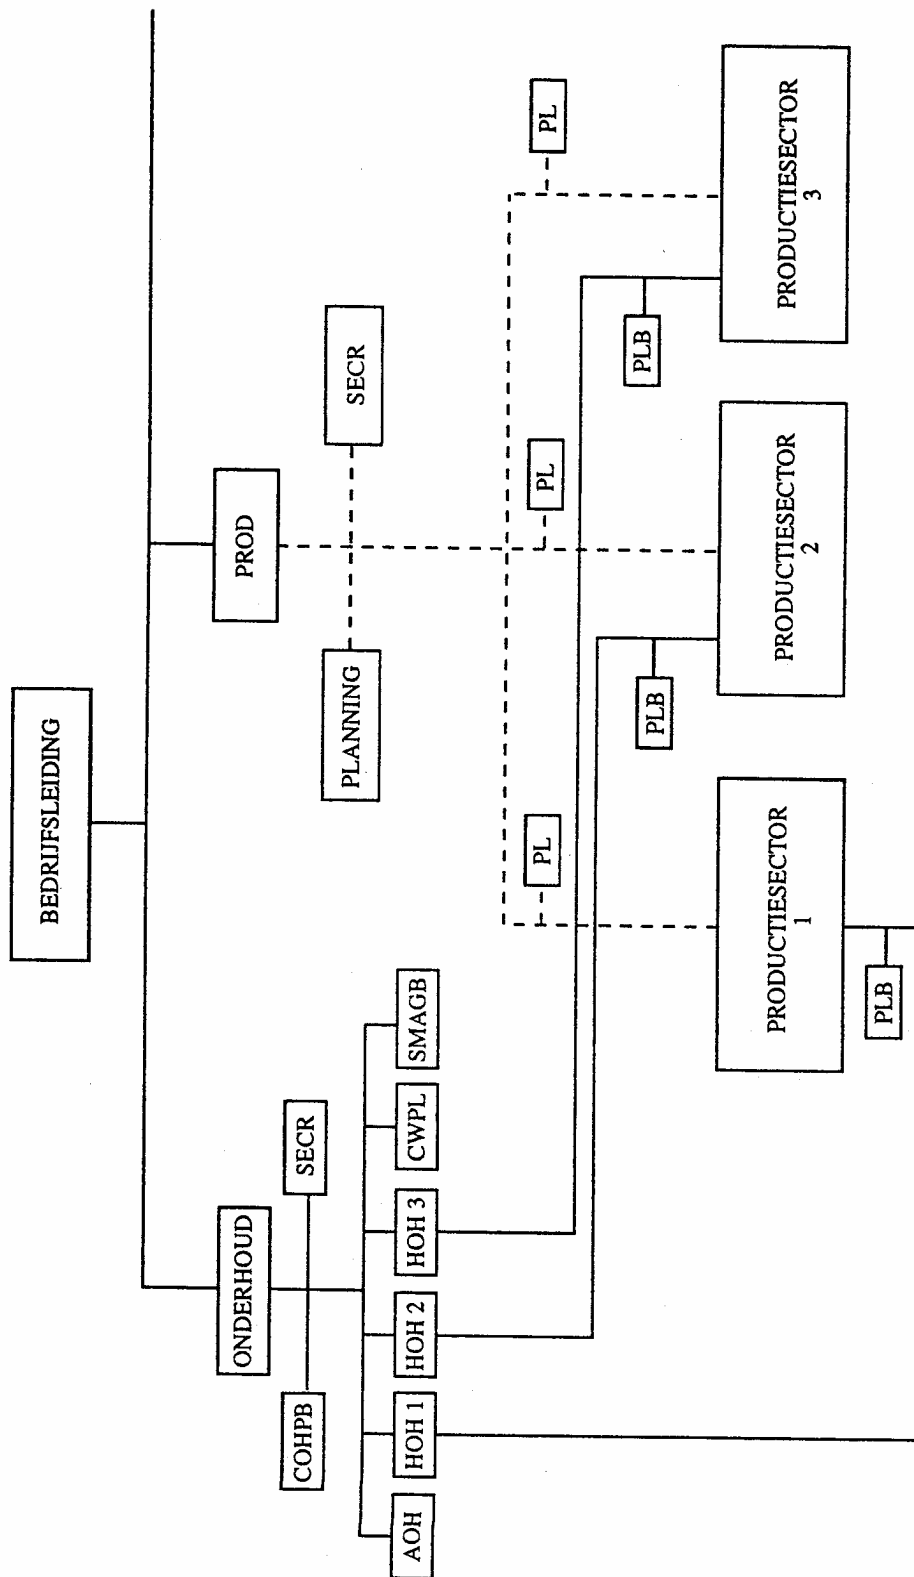 BEDRIJFSLEIDING
ONDERHOUD
PROD
COHPB
SECR
PLANNING
SECR
AOH
HOH 1
HOH 2
HOH 3
CWPL
SMAGB
PL
PL
PL
PLB
PLB
PRODUCTIESECTOR
1
PRODUCTIESECTOR
2
PRODUCTIESECTOR
3
PLB